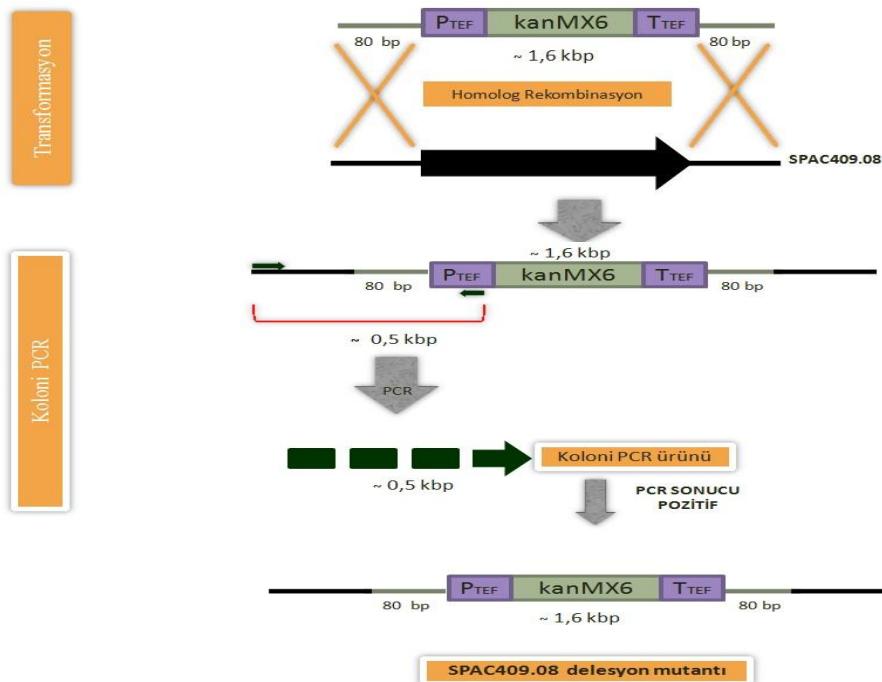 Transformasyon
PTEF kanMX6 TTEF
80 bp
80 bp
~ 1,6 kbp
Homolog Rekombinasyon
SPAC409.08
Koloni PCR
~ 1,6 kbp
PTEF kanMX6 TTEF
80 bp
80 bp
~ 0,5 kbp
PCR
Koloni PCR ürünü
~ 0,5 kbp
PCR SONUCU
POZİTİF
PTEF kanMX6 TTEF
80 bp
80 bp
~ 1,6 kbp
SPAC409.08 delesyon mutantı